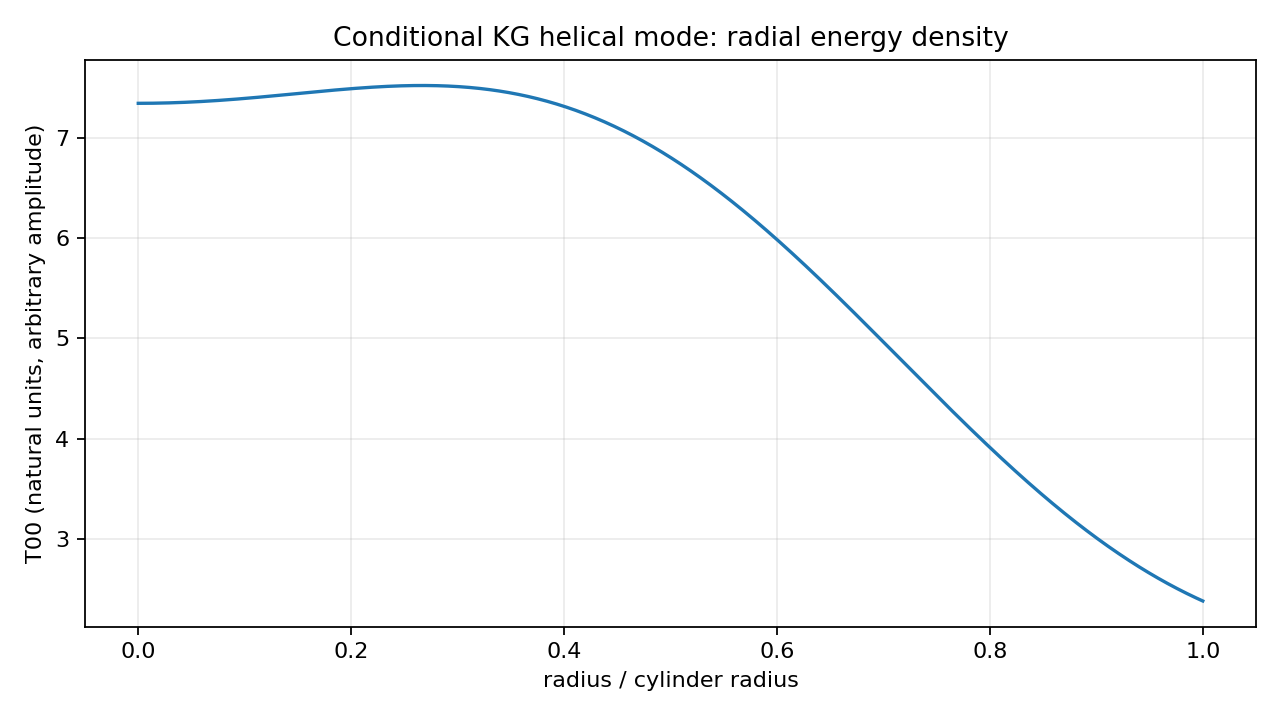 Conditional KG helical mode: radial energy density
T00 (natural units, arbitrary amplitude)
7
6
5
4
3
0.0 0.2 0.4 0.6 0.8 1.0
radius / cylinder radius